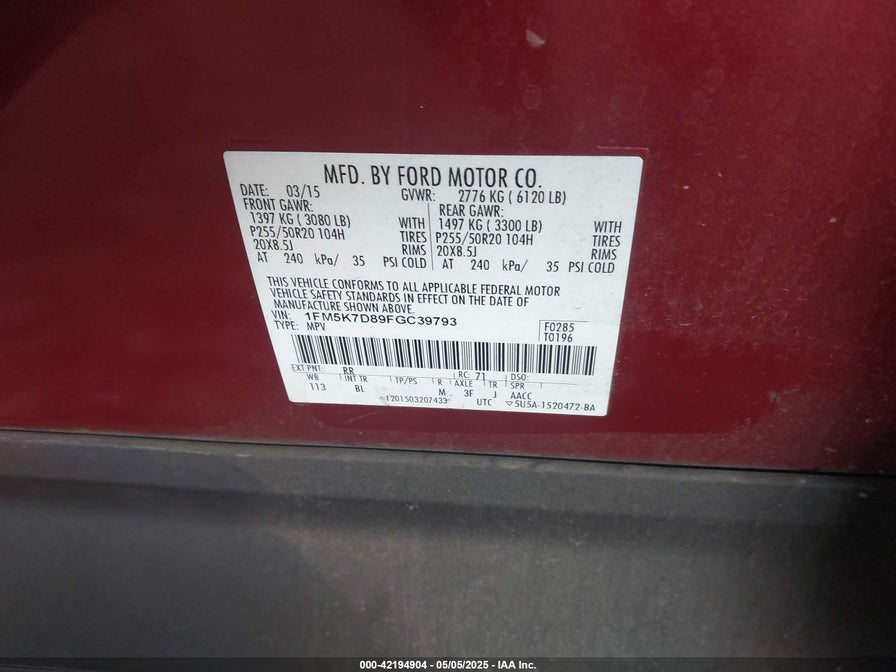 MFD. BY FORD MOTOR CO.
DATE: 03/15 GVWR: 2776 KG ( 6120 LB)
FRONT GAWR: REAR GAWR:
1397 KG ( 3080 LB) WITH 1497 KG ( 3300 LB) WITH
P255/50R20 104H TIRES P255/50R20 104H TIRES
20X8.5J RIMS 20X8.5J RIMS
AT 240 kPa/ 35 PSI COLD AT 240 kPa/ 35 PSI COLD
THIS VEHICLE CONFORMS TO ALL APPLICABLE FEDERAL MOTOR
VEHICLE SAFETY STANDARDS IN EFFECT ON THE DATE OF
MANUFACTURE SHOWN ABOVE.
VIN: 1FM5K7D89FGC39793
TYPE: MPV
F0285
T0196
EXT PNT: RR RC: 71 DSO:
WB INT TR TP/PS R AXLE TR SPR
113 BL M 3F J AACC
1201503207433 UTC ▽5U5A-1520472-BA
000-42194904 - 05/05/2025 - IAA Inc.